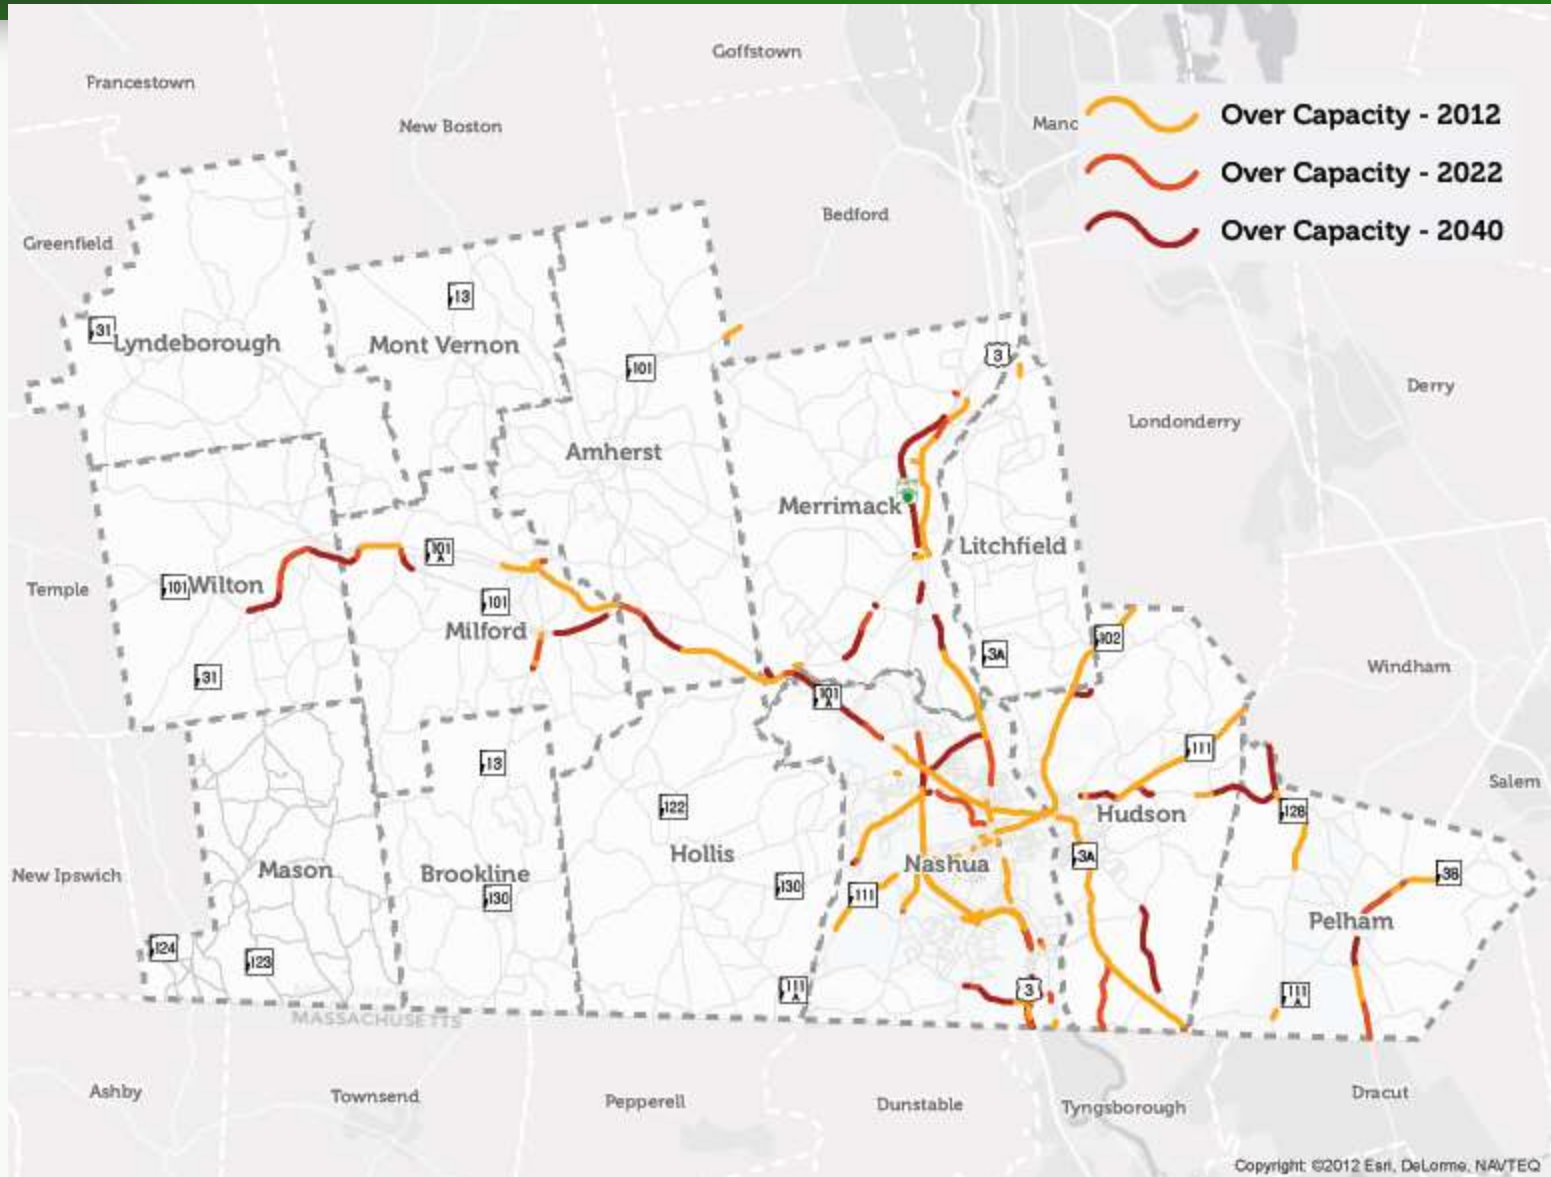 Goffstown
Francestown
New Boston
Manc
Over Capacity - 2012
Over Capacity - 2022
Over Capacity - 2040
Bedford
Greenfield
13
31
Lyndeborough
Mont Vernon
101
3
Derry
Londonderry
Amherst
Merrimack
Litchfield
101 A
Temple
101
Wilton
101
Milford
102
3A
Windham
31
101 A
111
13
Salem
122
Hudson
128
Hollis
3A
Nashua
New Ipswich
Mason
Brookline
130
130
111
38
Pelham
124
123
111 A
3
111 A
MASSACHUSETTS
Ashby
Townsend
Pepperell
Dunstable
Tyngsborough
Dracut
Copyright: ©2012 Esri, DeLorme, NAVTEQ